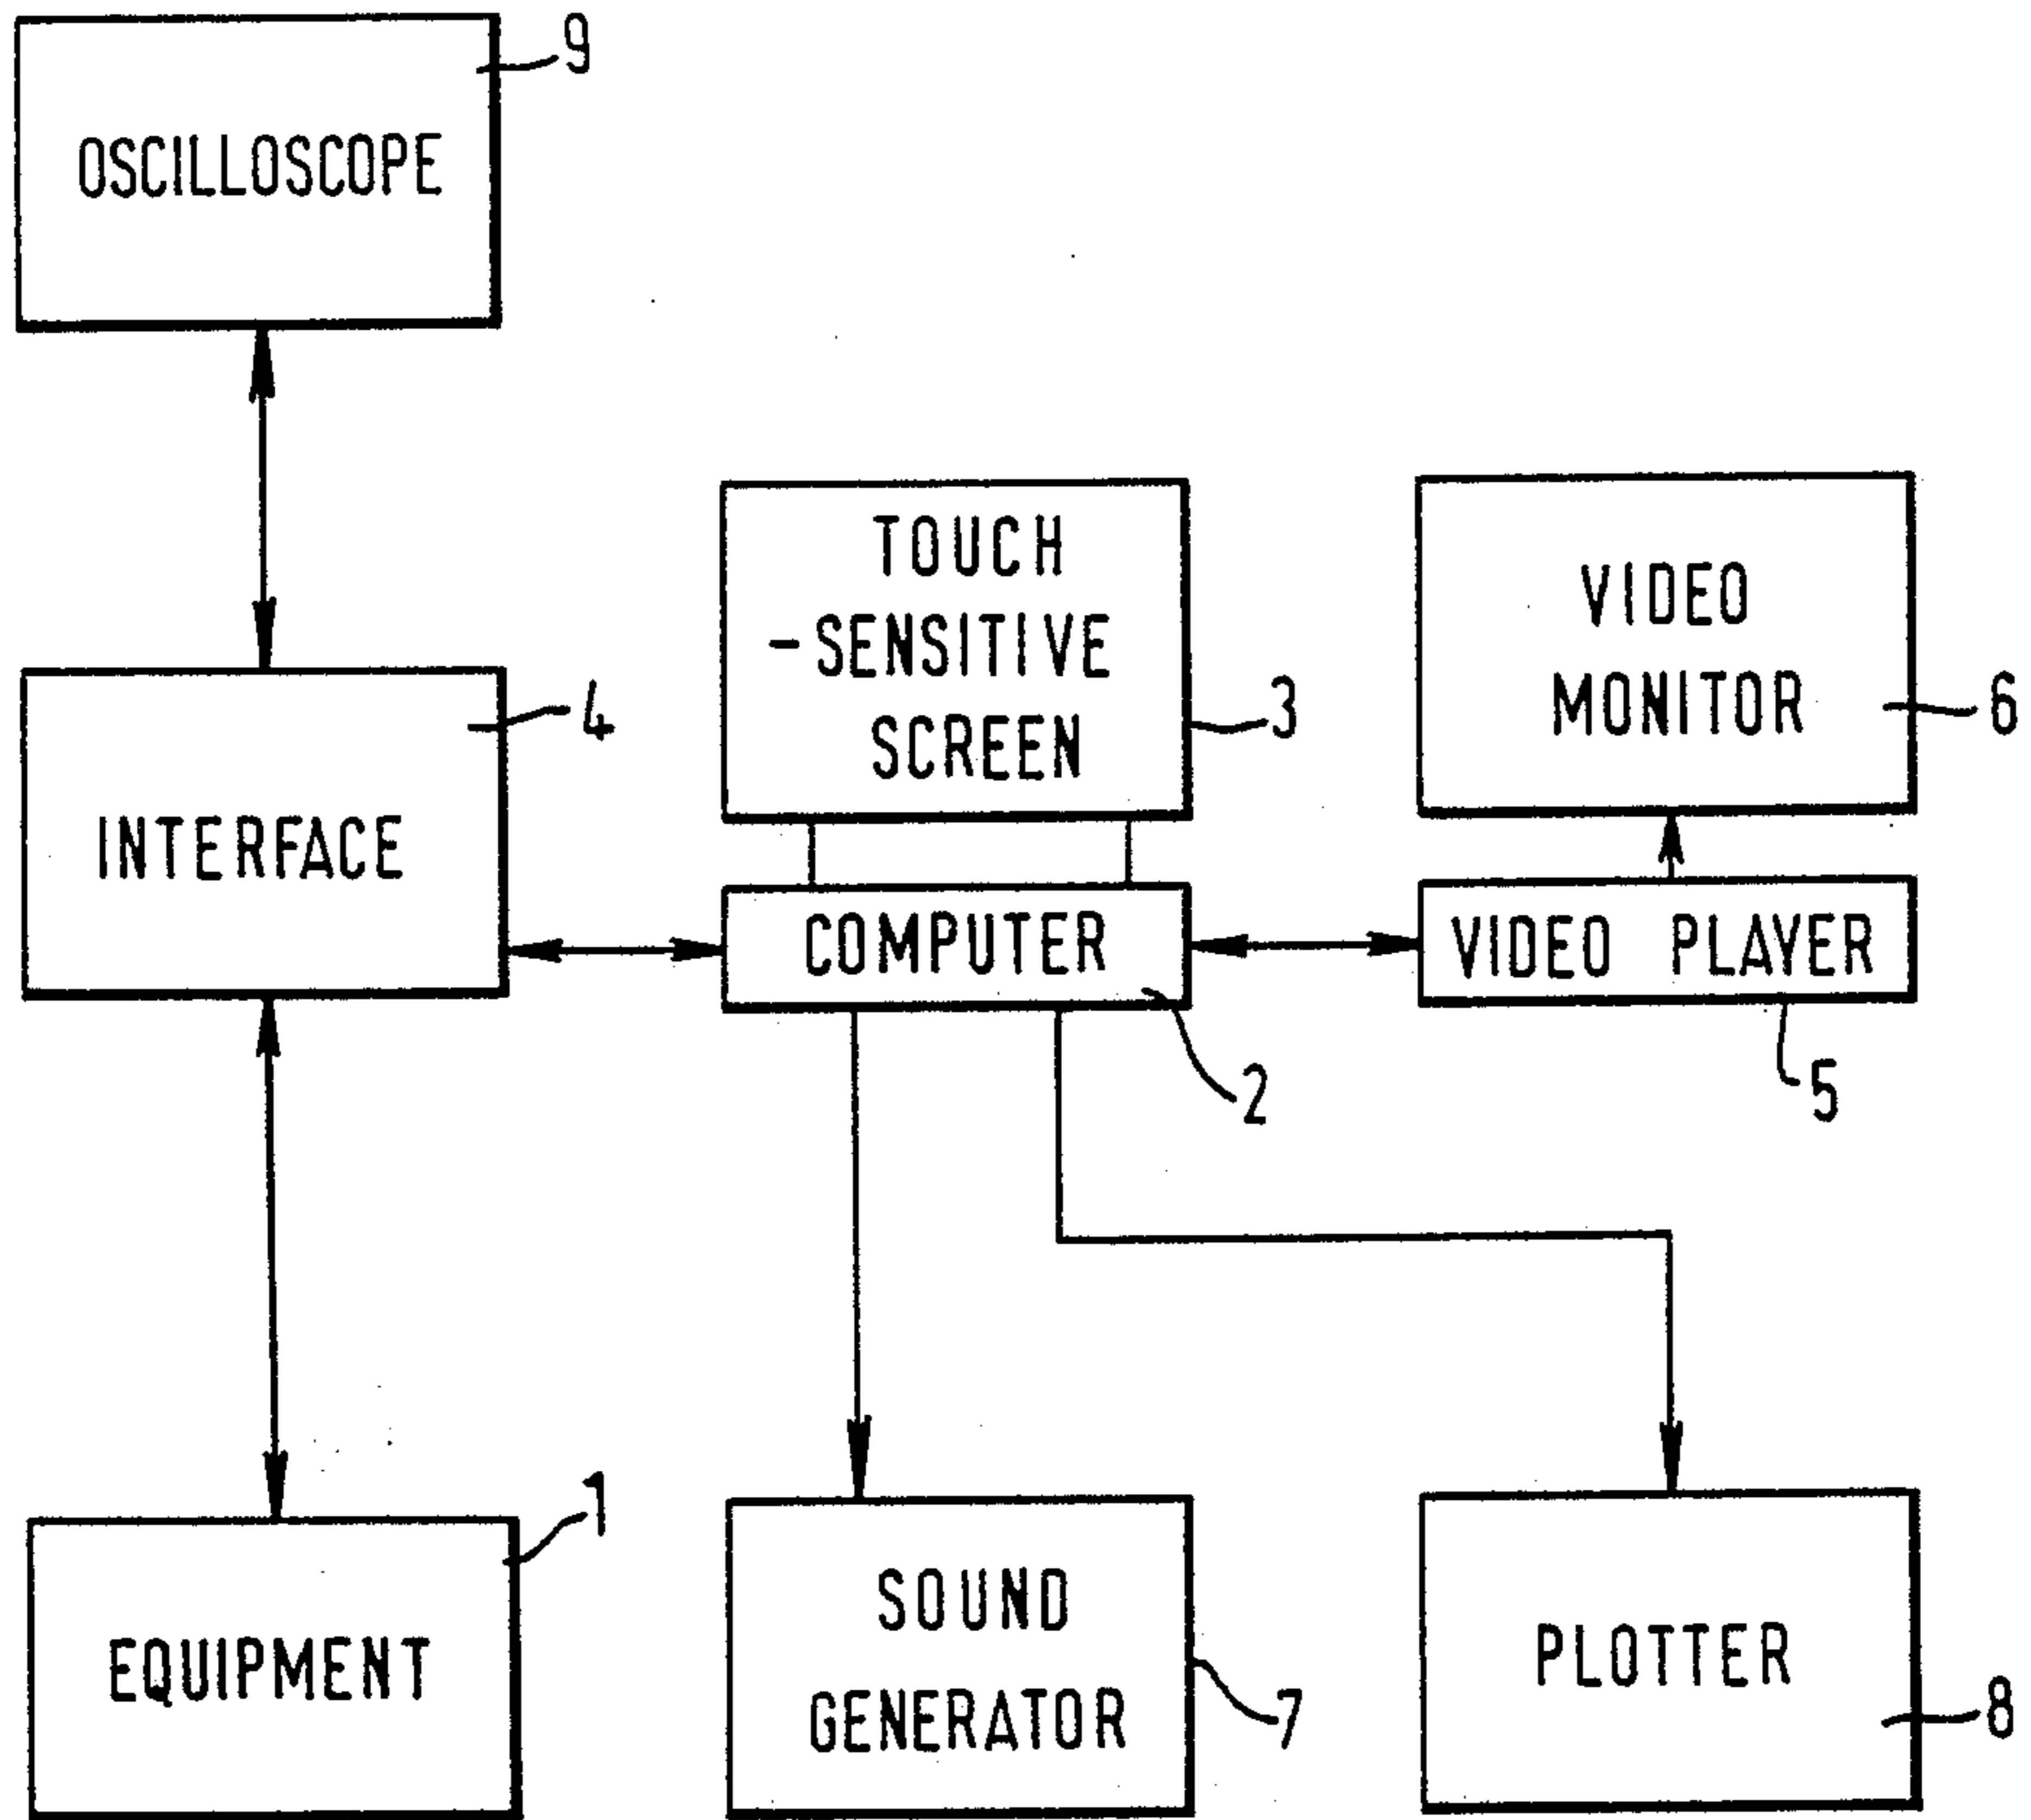 9
OSCILLOSCOPE
TOUCH
-SENSITIVE
SCREEN
3
VIDEO
MONITOR
6
4
INTERFACE
COMPUTER
2
VIDEO PLAYER
5
1
EQUIPMENT
SOUND
GENERATOR
7
PLOTTER
8